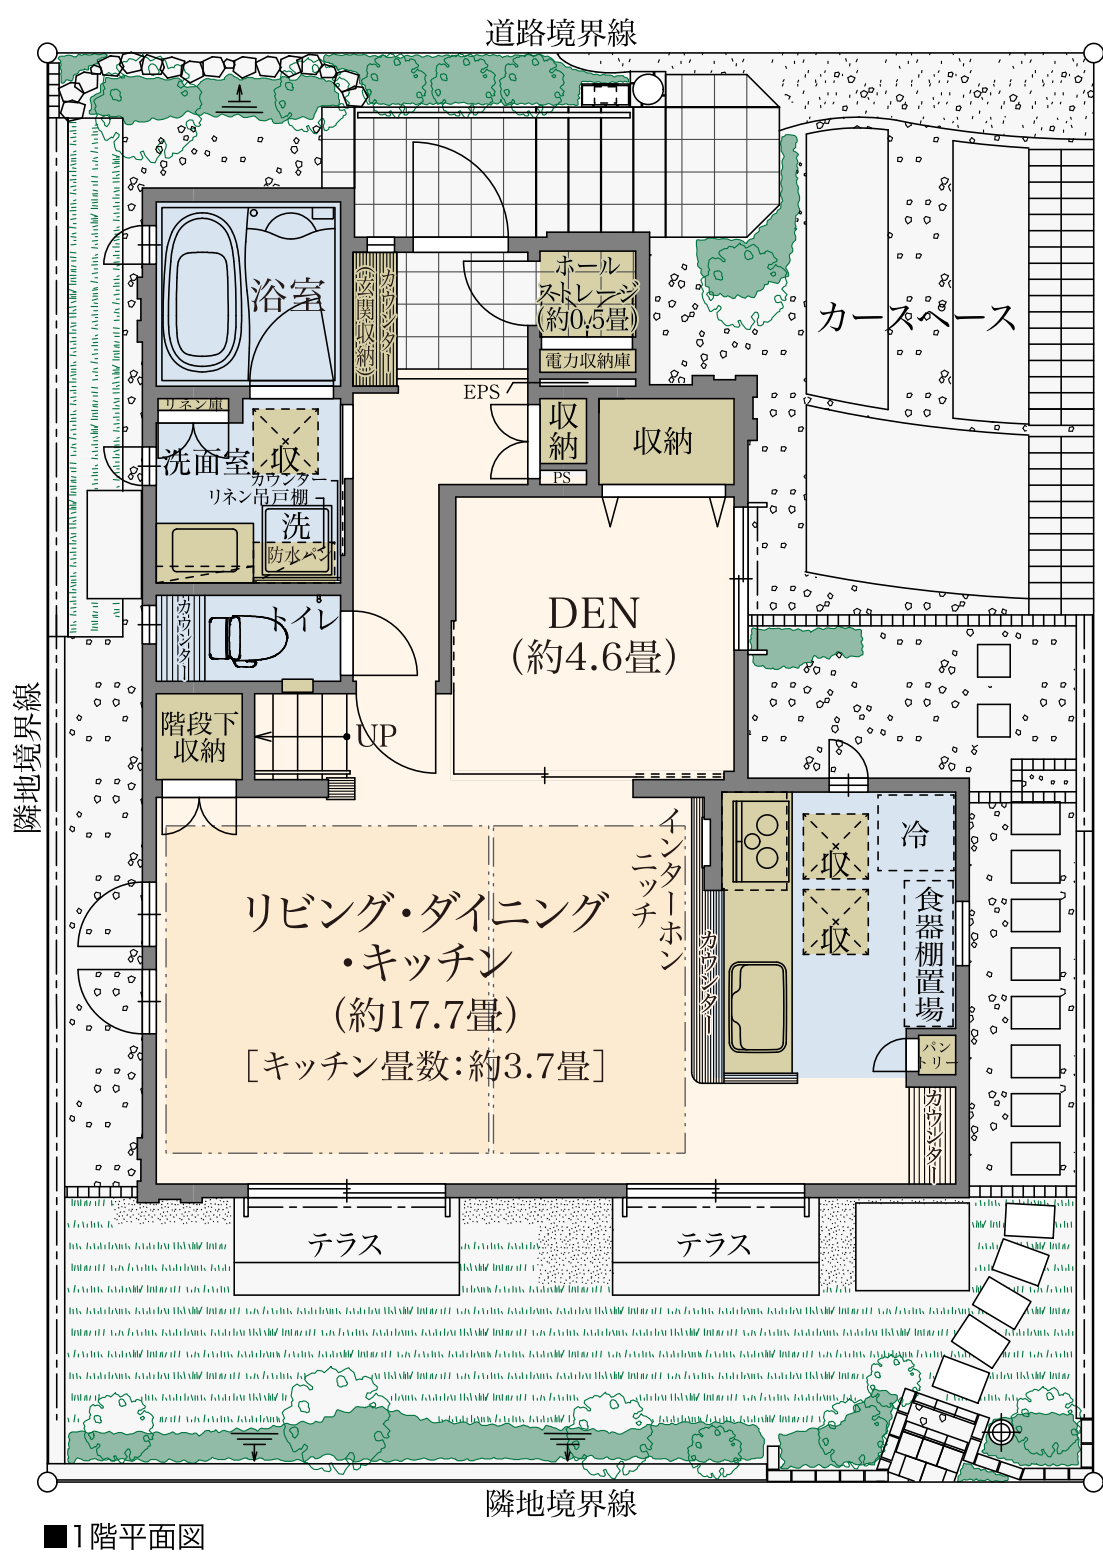 道路境界線
浴室
カウンター
(玄関収納)
ホール
ストレージ
(約0.5畳)
電力収納庫
EPS
カースペース
リネン庫
収
納
収納
PS
洗面室
収
カウンター
リネン吊戸棚
洗
防水パン
カウンター
トイレ
DEN
(約4.6畳)
階段下
収納
UP
隣地境界線
インターホン
ニッチ
冷
収
収
食器棚置場
カウンター
リビング・ダイニング
・キッチン
(約17.7畳)
[キッチン畳数:約3.7畳]
パン
トリー
カウンター
テラス
テラス
隣地境界線
■1階平面図